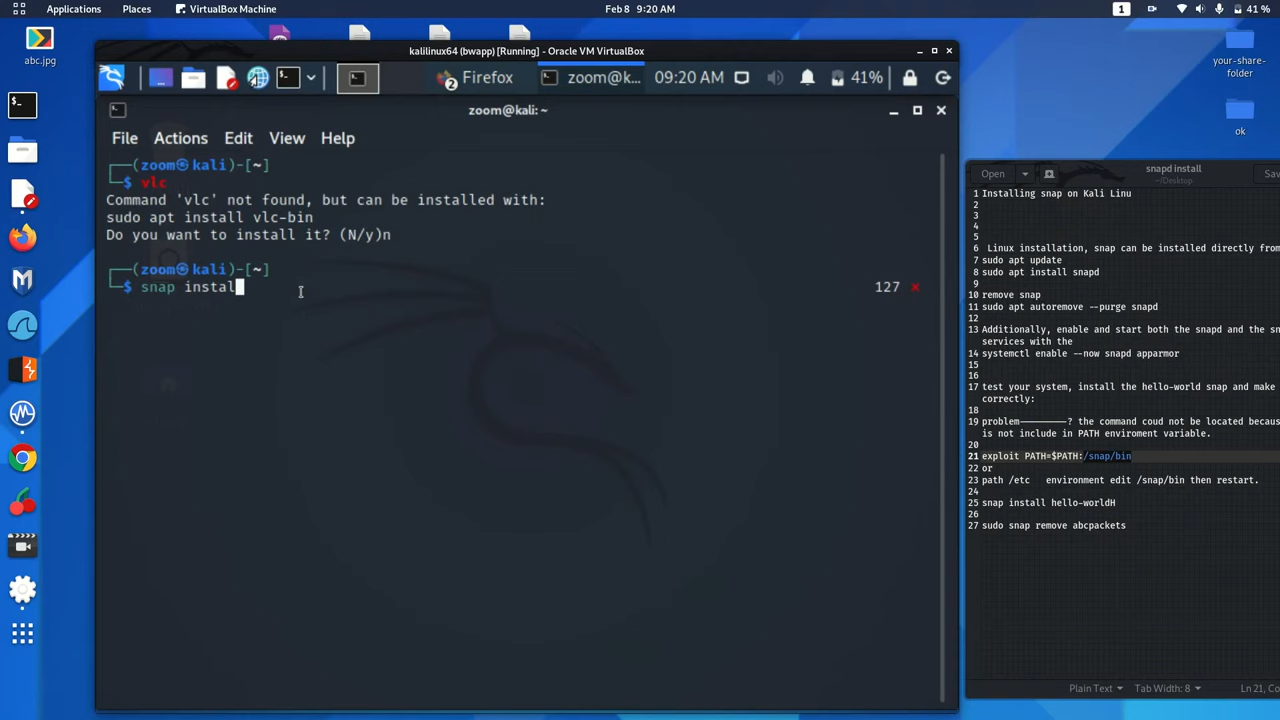 Applications Places VirtualBox Machine Feb 8 9:20 AM 1 41 %
abc.jpg
your-share-folder
ok
kalilinux64 (bwapp) [Running] - Oracle VM VirtualBox
2 Firefox zoom@k... 09:20 AM 41%
zoom@kali: ~
File Actions Edit View Help
(zoom㉿kali)-[~]
$ vlc
Command 'vlc' not found, but can be installed with:
sudo apt install vlc-bin
Do you want to install it? (N/y)n
(zoom㉿kali)-[~]
$ snap instal
127 ×
Open snapd install ~/Desktop Sav
1 Installing snap on Kali Linu
2
3
4
5
6 Linux installation, snap can be installed directly from
7 sudo apt update
8 sudo apt install snapd
9
10 remove snap
11 sudo apt autoremove --purge snapd
12
13 Additionally, enable and start both the snapd and the sn
services with the
14 systemctl enable --now snapd apparmor
15
16
17 test your system, install the hello-world snap and make
correctly:
18
19 problem————————? the command coud not be located becaus
is not include in PATH enviroment variable.
20
21 exploit PATH=$PATH:/snap/bin
22 or
23 path /etc environment edit /snap/bin then restart.
24
25 snap install hello-worldH
26
27 sudo snap remove abcpackets
Plain Text Tab Width: 8 Ln 21, Co